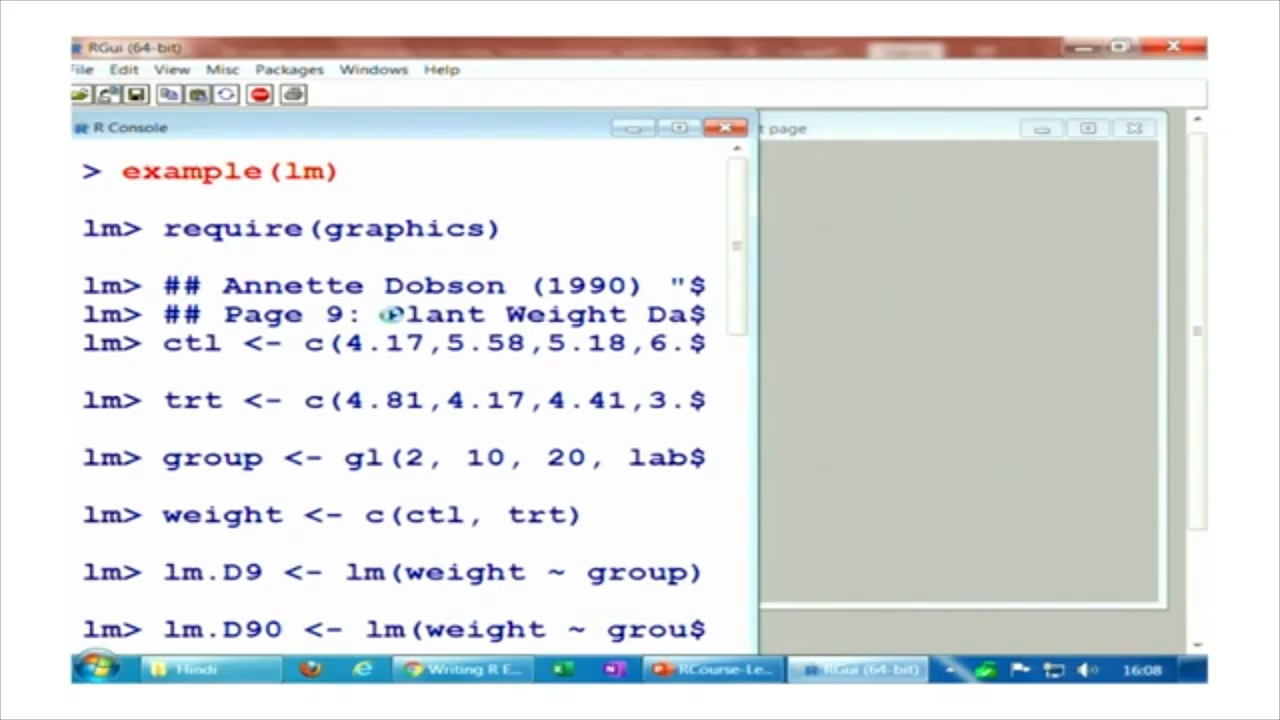 RGui (64-bit)
File Edit View Misc Packages Windows Help
R Console
t page
> example(lm)
lm> require(graphics)
lm> ## Annette Dobson (1990) "$
lm> ## Page 9: Plant Weight Da$
lm> ctl <- c(4.17,5.58,5.18,6.$
lm> trt <- c(4.81,4.17,4.41,3.$
lm> group <- gl(2, 10, 20, lab$
lm> weight <- c(ctl, trt)
lm> lm.D9 <- lm(weight ~ group)
lm> lm.D90 <- lm(weight ~ grou$
Hindi Writing R E... RCourse-Le... RGui (64-bit) 16:08